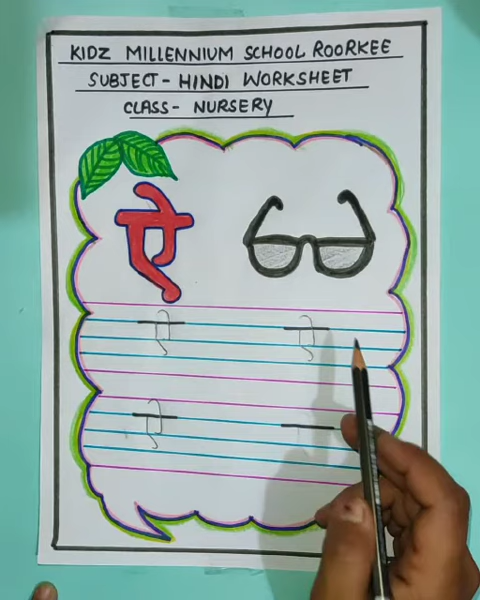 KIDZ MILLENNIUM SCHOOL ROORKEE
SUBJECT- HINDI WORKSHEET
CLASS- NURSERY
ऐ
ऐ ऐ
ऐ